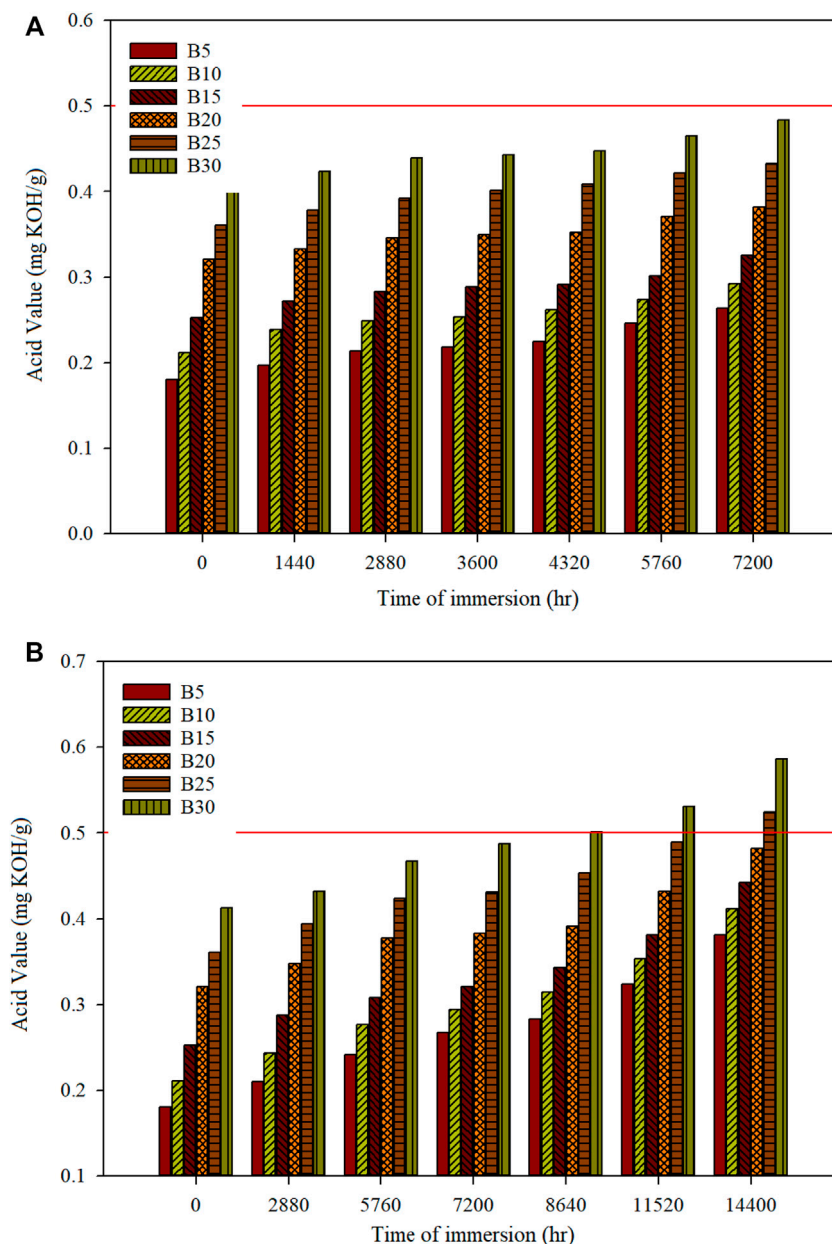 A
0.6
B5
B10
B15
B20
B25
B30
0.5
0.4
0.3
0.2
0.1
0.0
Acid Value (mg KOH/g)
0 1440 2880 3600 4320 5760 7200
Time of immersion (hr)
B
0.7
B5
B10
B15
B20
B25
B30
0.6
0.5
0.4
0.3
0.2
0.1
Acid Value (mg KOH/g)
0 2880 5760 7200 8640 11520 14400
Time of immersion (hr)